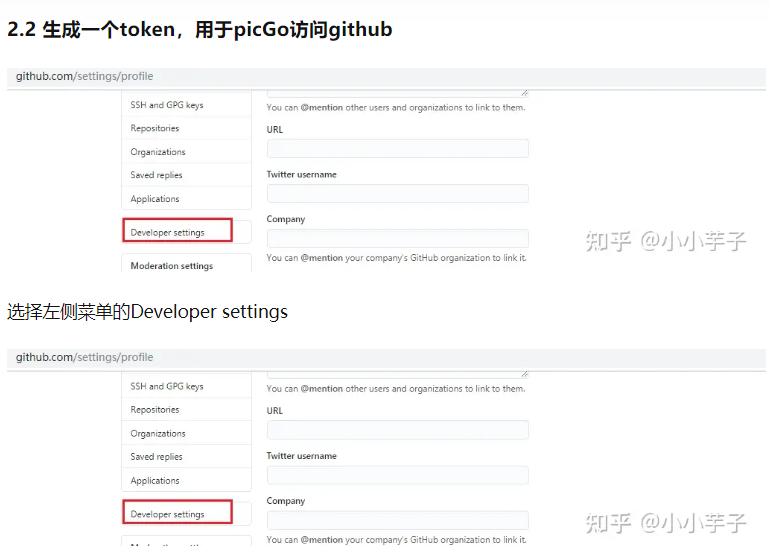 2.2 生成一个token，用于picGo访问github
github.com/settings/profile
SSH and GPG keys
You can @mention other users and organizations to link to them.
Repositories
URL
Organizations
Saved replies
Twitter username
Applications
Company
Developer settings
知乎 @小小芋子
You can @mention your company's GitHub organization to link it.
Moderation settings
选择左侧菜单的Developer settings
github.com/settings/profile
SSH and GPG keys
You can @mention other users and organizations to link to them.
Repositories
URL
Organizations
Saved replies
Twitter username
Applications
Company
Developer settings
知乎 @小小芋子
You can @mention your company's GitHub organization to link it.